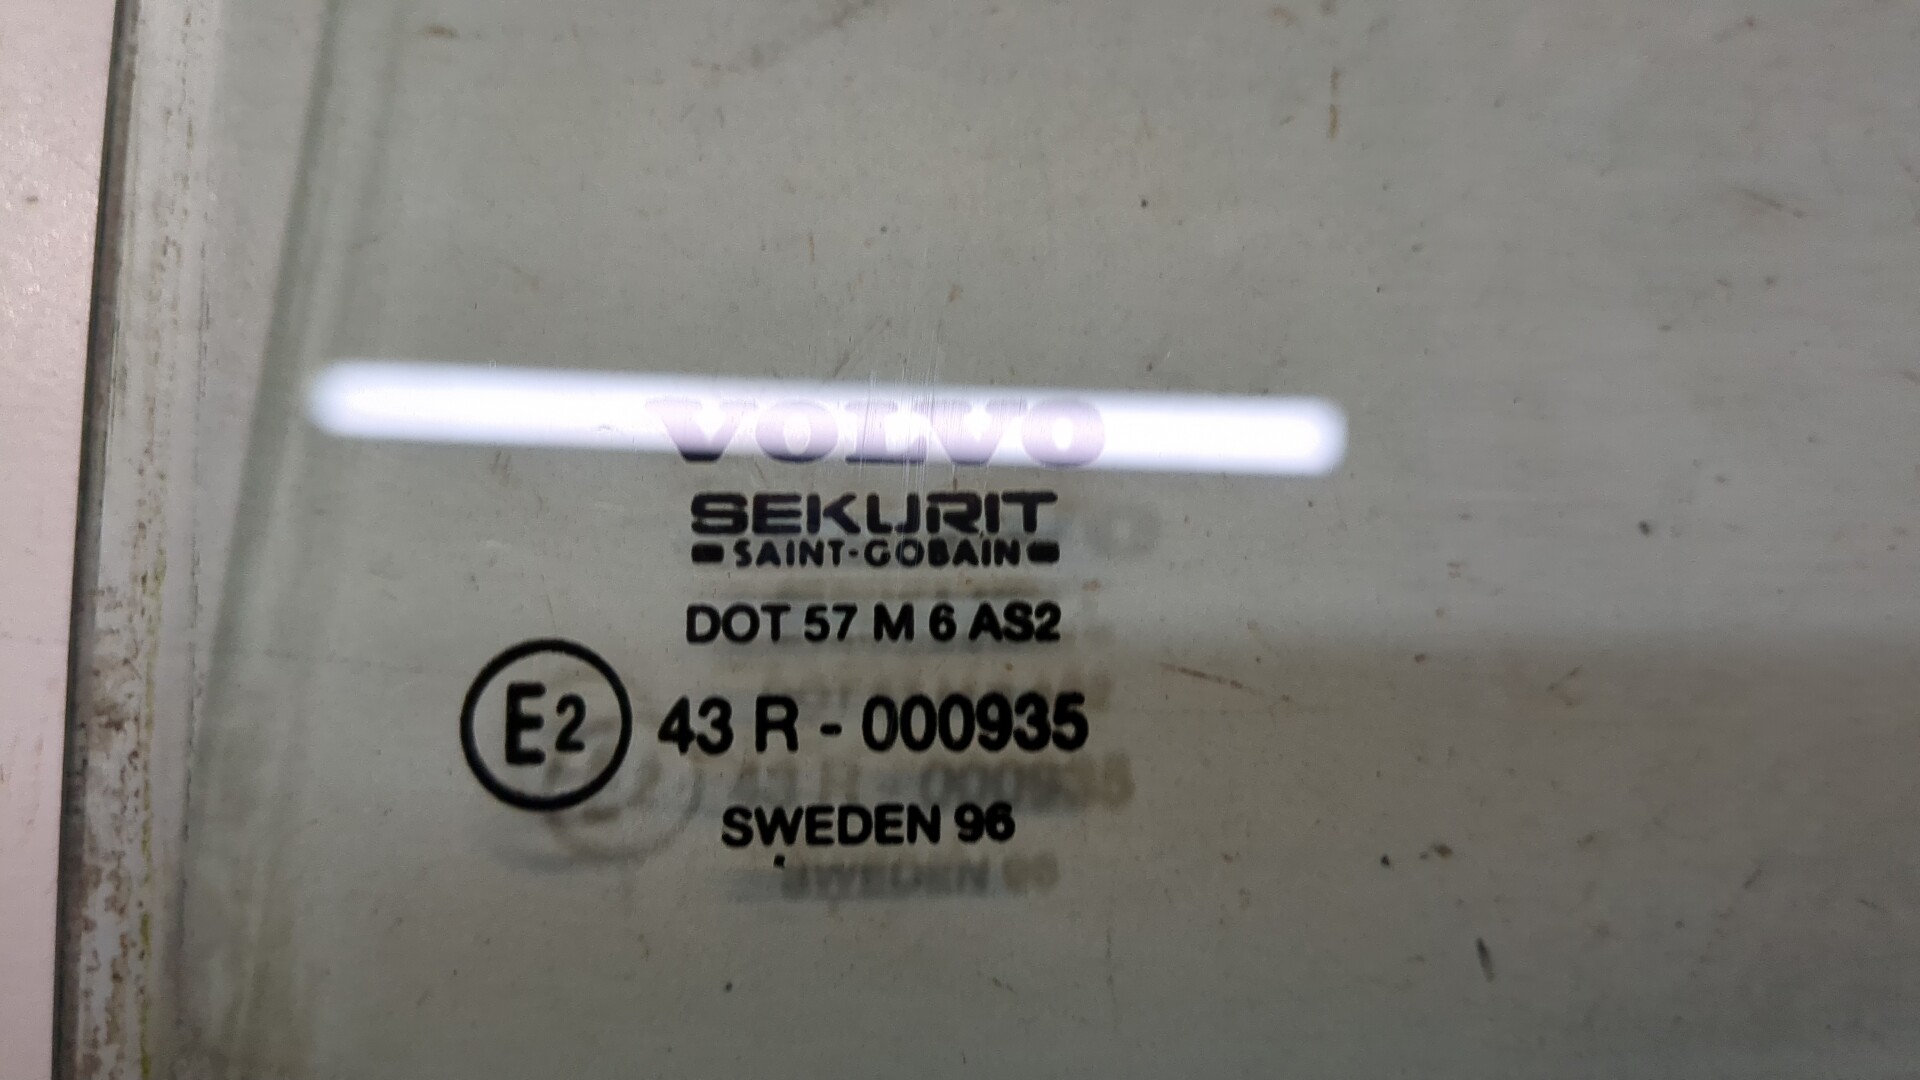 VOLVO
SEKURIT
SAINT-GOBAIN
DOT 57 M 6 AS2
E2 43 R - 000935
SWEDEN 96